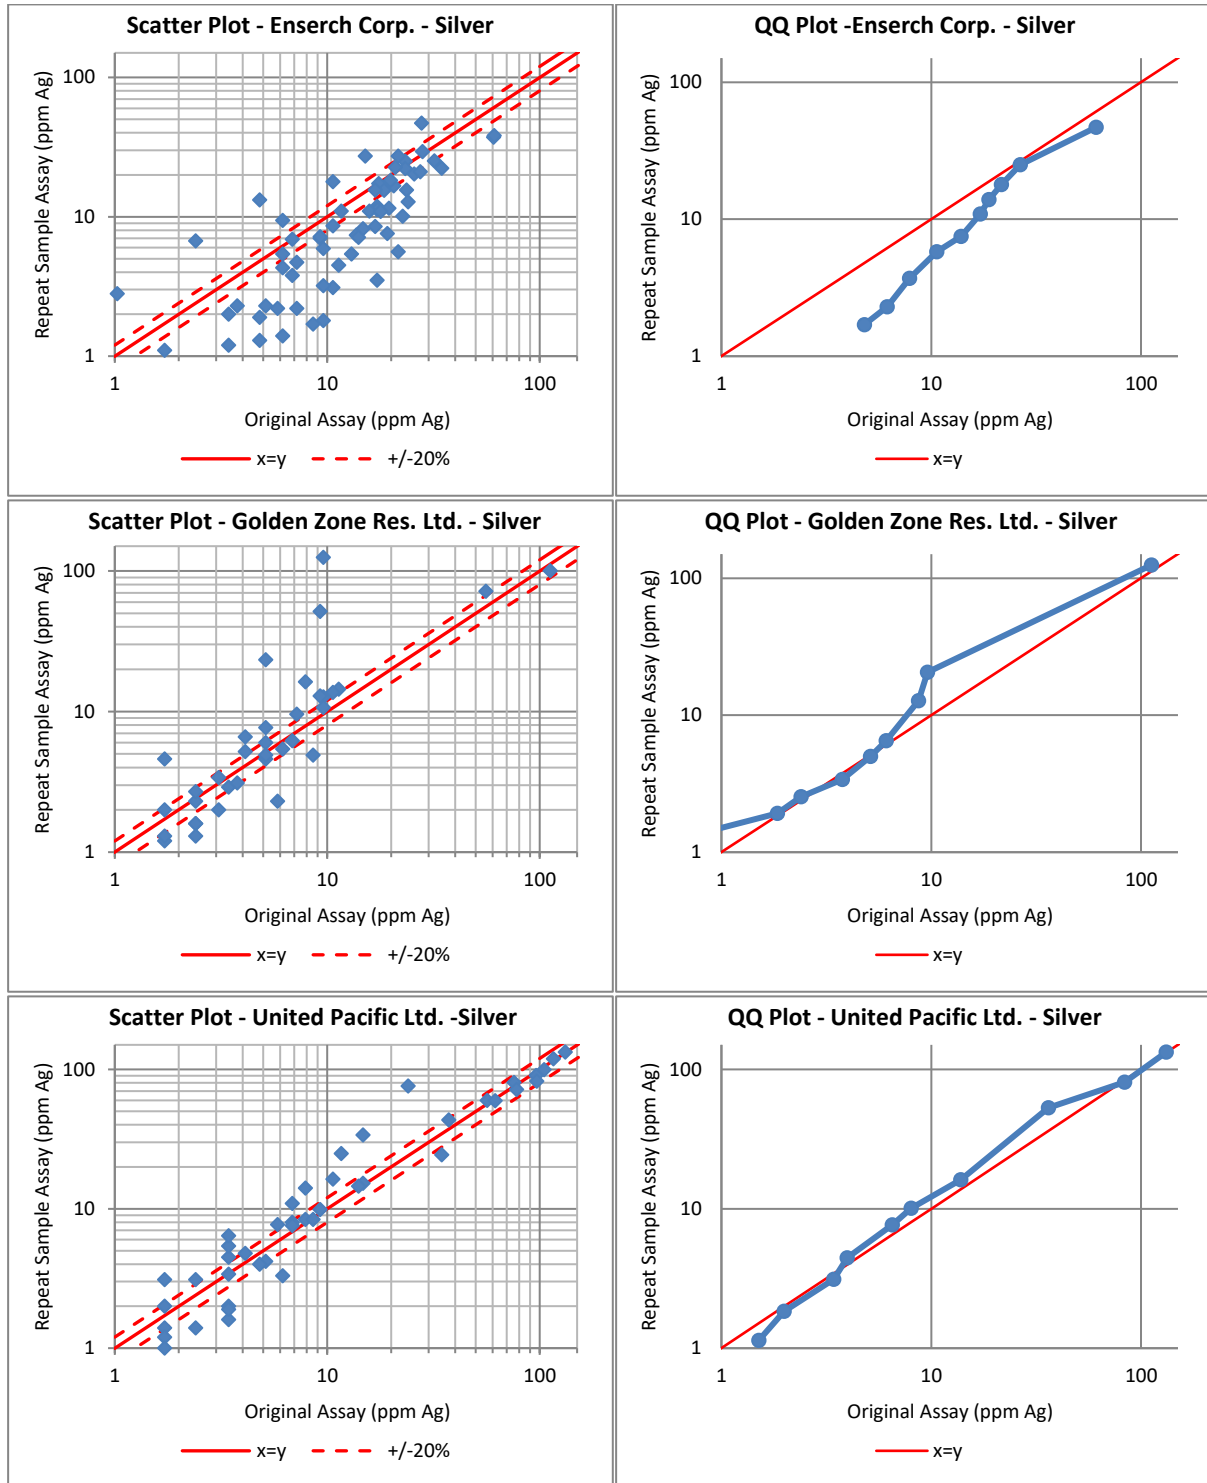 Scatter Plot - Enserch Corp. - Silver
Repeat Sample Assay (ppm Ag)
100
10
1
1 10 100
Original Assay (ppm Ag)
x=y +/-20%
QQ Plot -Enserch Corp. - Silver
Repeat Sample Assay (ppm Ag)
100
10
1
1 10 100
Original Assay (ppm Ag)
x=y
Scatter Plot - Golden Zone Res. Ltd. - Silver
Repeat Sample Assay (ppm Ag)
100
10
1
1 10 100
Original Assay (ppm Ag)
x=y +/-20%
QQ Plot - Golden Zone Res. Ltd. - Silver
Repeat Sample Assay (ppm Ag)
100
10
1
1 10 100
Original Assay (ppm Ag)
x=y
Scatter Plot - United Pacific Ltd. -Silver
Repeat Sample Assay (ppm Ag)
100
10
1
1 10 100
Original Assay (ppm Ag)
x=y +/-20%
QQ Plot - United Pacific Ltd. - Silver
Repeat Sample Assay (ppm Ag)
100
10
1
1 10 100
Original Assay (ppm Ag)
x=y